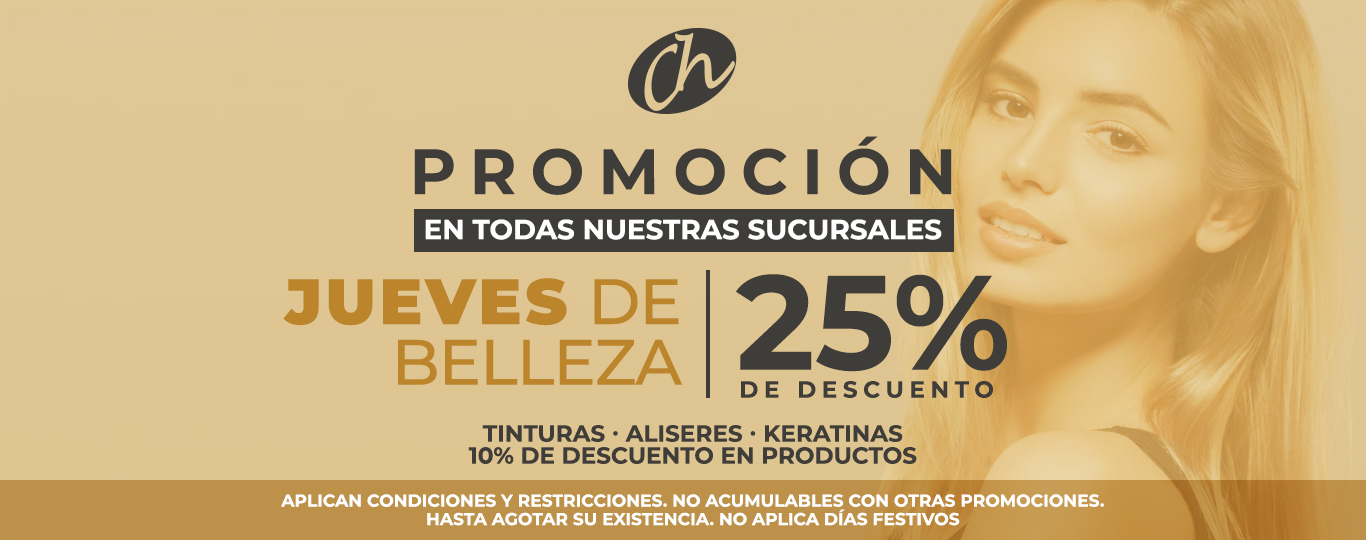 Ch
PROMOCIÓN
EN TODAS NUESTRAS SUCURSALES
JUEVES DE
BELLEZA
25%
DE DESCUENTO
TINTURAS · ALISERES · KERATINAS
10% DE DESCUENTO EN PRODUCTOS
APLICAN CONDICIONES Y RESTRICCIONES. NO ACUMULABLES CON OTRAS PROMOCIONES.
HASTA AGOTAR SU EXISTENCIA. NO APLICA DÍAS FESTIVOS